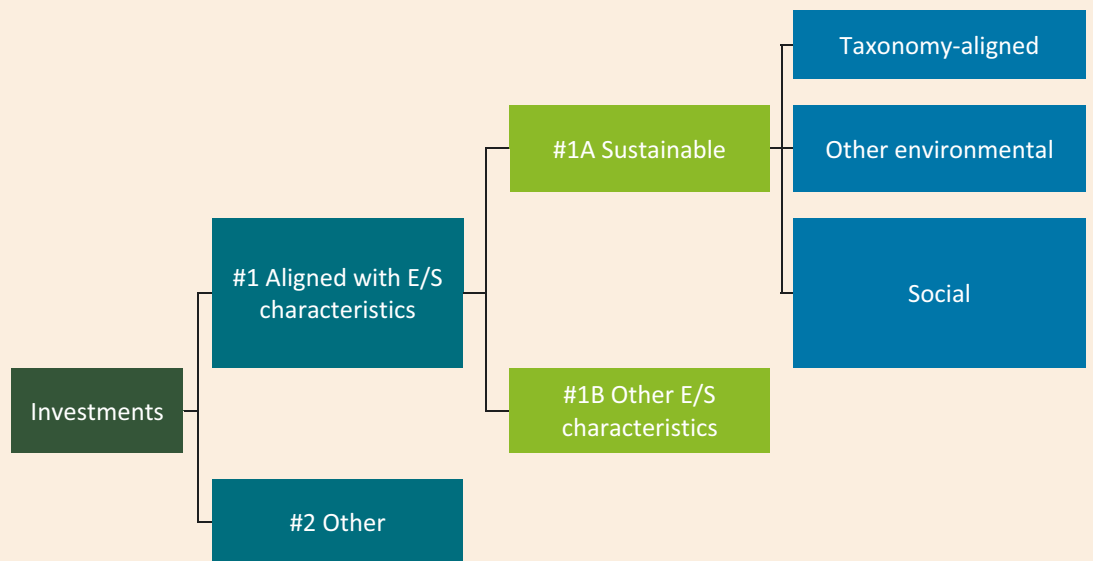 Taxonomy-aligned
#1A Sustainable
Other environmental
#1 Aligned with E/S
characteristics
Social
Investments
#1B Other E/S
characteristics
#2 Other